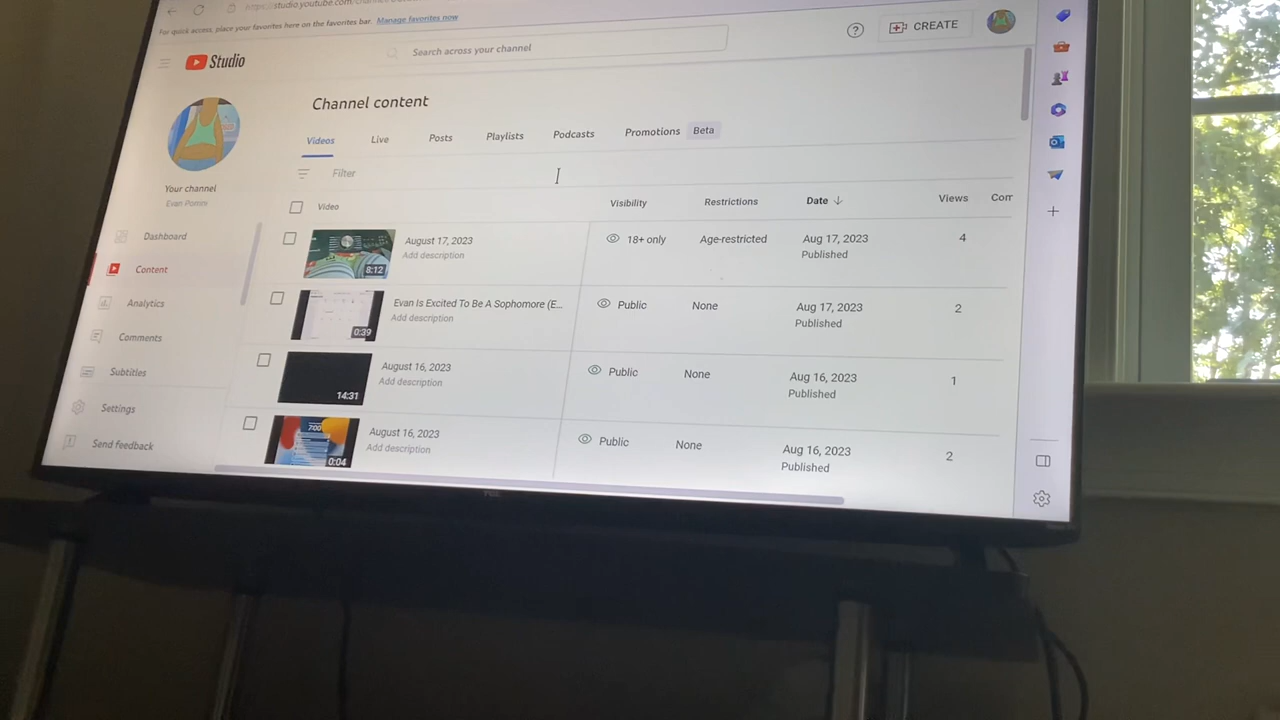 For quick access, place your favorites here on the favorites bar. Manage favorites now
Studio
Search across your channel
CREATE
Channel content
Videos Live Posts Playlists Podcasts Promotions Beta
Filter
Your channel
Evan
Dashboard
Content
Analytics
Comments
Subtitles
Settings
Send feedback
Video Visibility Restrictions Date Views Com
8:12
August 17, 2023
Add description
18+ only Age-restricted Aug 17, 2023
Published
4
0:39
Evan Is Excited To Be A Sophomore (E...
Add description
Public None Aug 17, 2023
Published
2
14:31
August 16, 2023
Add description
Public None Aug 16, 2023
Published
1
7:00
0:04
August 16, 2023
Add description
Public None Aug 16, 2023
Published
2
TCL